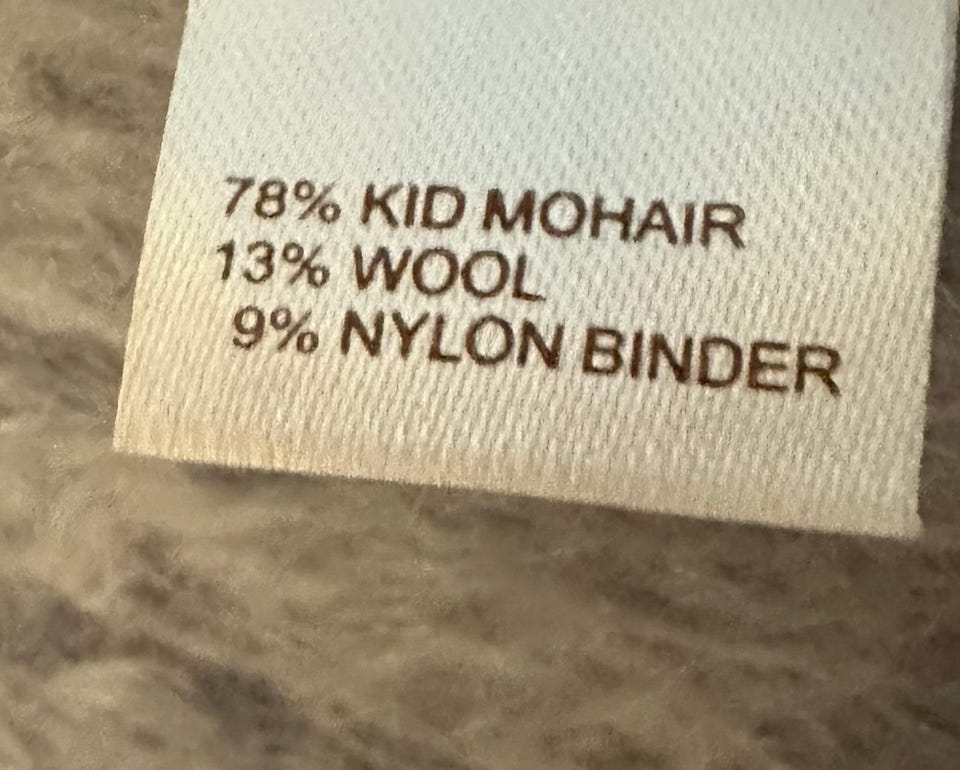 78% KID MOHAIR
13% WOOL
9% NYLON BINDER